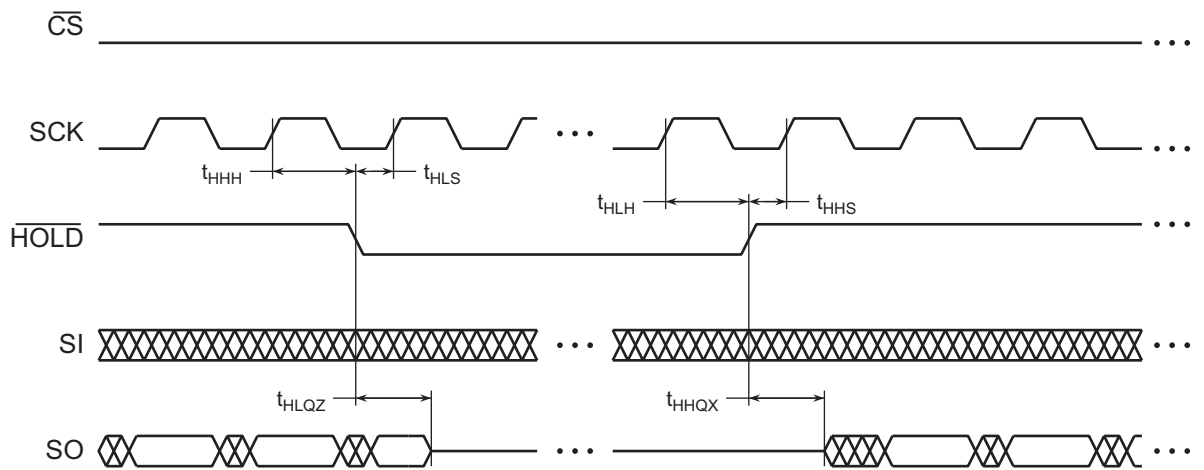 CS
SCK
tHHH
tHLS
tHLH
tHHS
HOLD
SI
tHLQZ
tHHQX
SO